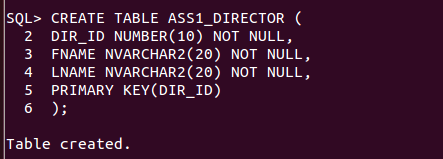 SQL> CREATE TABLE ASS1_DIRECTOR (
2 DIR_ID NUMBER(10) NOT NULL,
3 FNAME NVARCHAR2(20) NOT NULL,
4 LNAME NVARCHAR2(20) NOT NULL,
5 PRIMARY KEY(DIR_ID)
6 );
Table created.